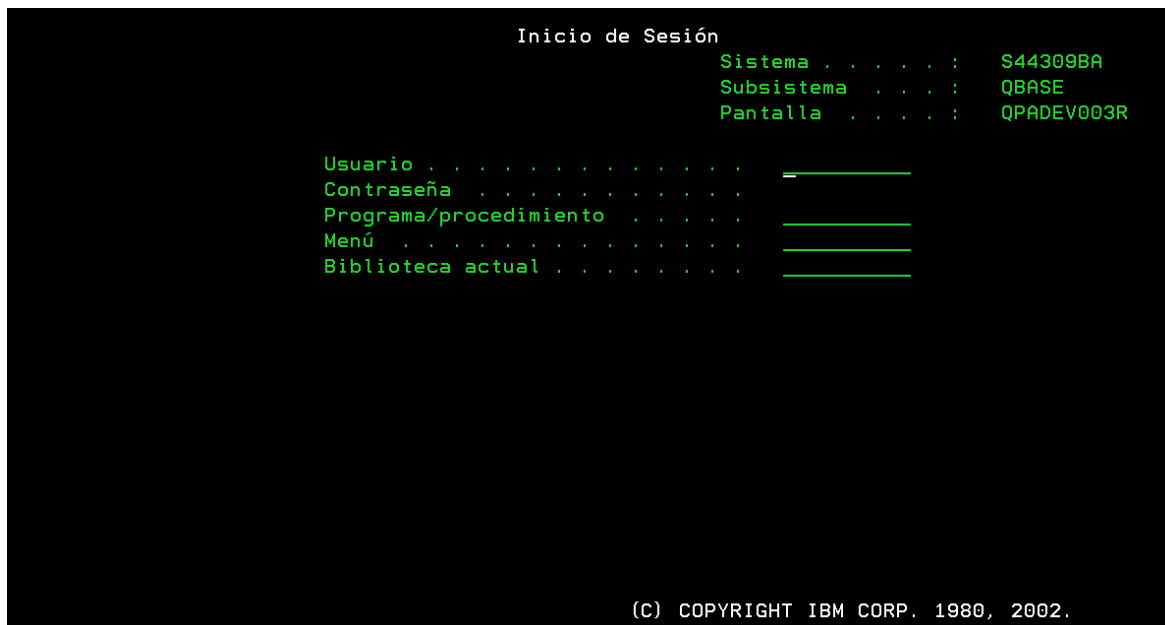 Inicio de Sesión
Sistema . . . . . : S44309BA
Subsistema . . . : QBASE
Pantalla . . . . : QPADEV003R
Usuario . . . . . . . . . . . . .
Contraseña . . . . . . . . . . .
Programa/procedimiento . . . . .
Menú . . . . . . . . . . . . . .
Biblioteca actual . . . . . . . .
(C) COPYRIGHT IBM CORP. 1980, 2002.